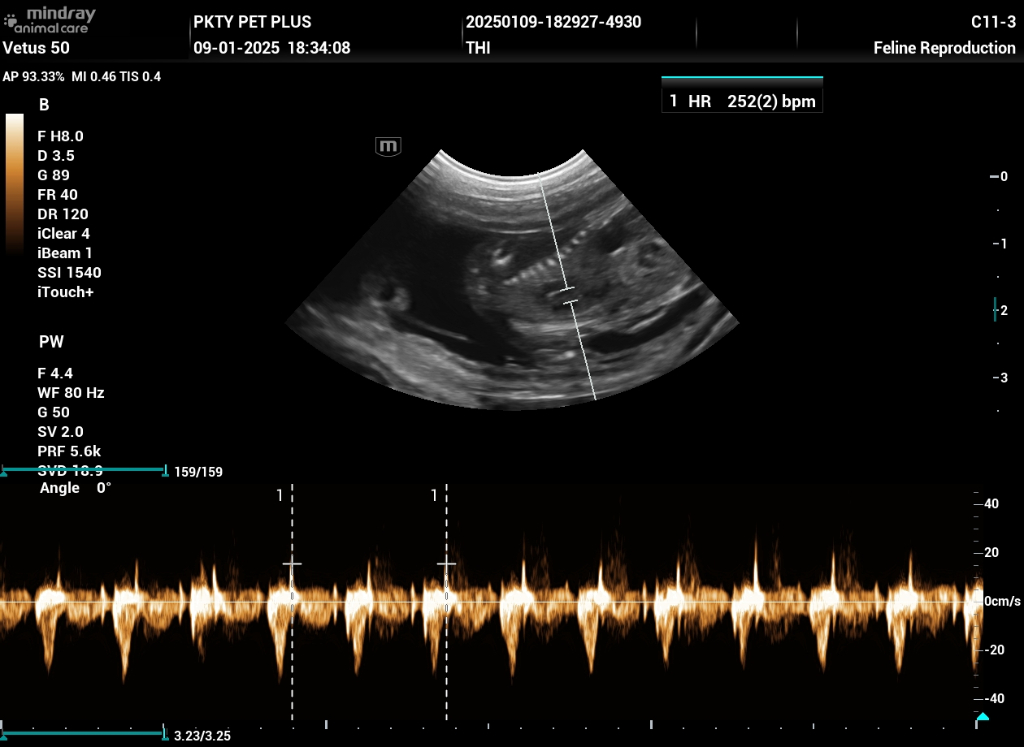 mindray
animalcare
Vetus 50
PKTY PET PLUS
09-01-2025 18:34:08
20250109-182927-4930
THI
C11-3
Feline Reproduction
AP 93.33% MI 0.46 TIS 0.4
1 HR 252(2) bpm
B
F H8.0
D 3.5
G 89
FR 40
DR 120
iClear 4
iBeam 1
SSI 1540
iTouch+
m
0
1
2
3
PW
F 4.4
WF 80 Hz
G 50
SV 2.0
PRF 5.6k
SVD 18.9
159/159
Angle 0°
1
1
40
20
0cm/s
-20
-40
3.23/3.25